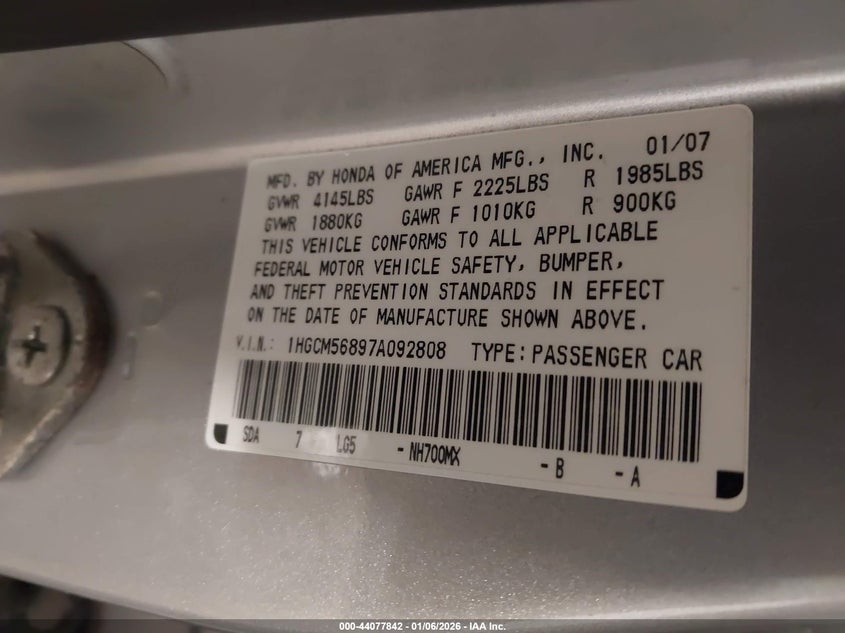 MFD. BY HONDA OF AMERICA MFG., INC. 01/07
GVWR 4145LBS GAWR F 2225LBS R 1985LBS
GVWR 1880KG GAWR F 1010KG R 900KG
THIS VEHICLE CONFORMS TO ALL APPLICABLE
FEDERAL MOTOR VEHICLE SAFETY, BUMPER,
AND THEFT PREVENTION STANDARDS IN EFFECT
ON THE DATE OF MANUFACTURE SHOWN ABOVE.
V.I.N.: 1HGCM56897A092808 TYPE: PASSENGER CAR
SDA 7 LG5 - NH700MX - B - A
000-44077842 - 01/06/2026 - IAA Inc.